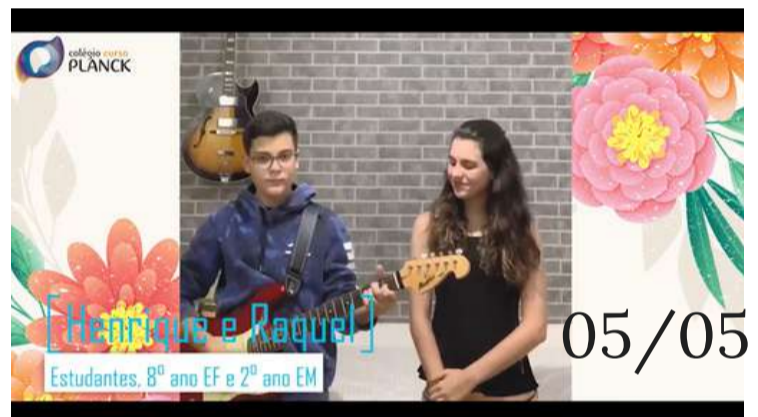 colégio curso
PLANCK
[Henrique e Raquel]
05/05
Estudantes, 8º ano EF e 2º ano EM